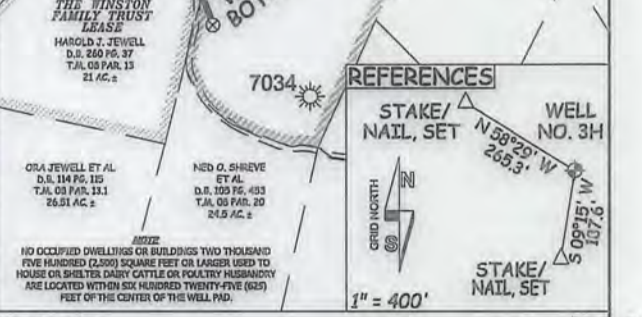 THE WINSTON
FAMILY TRUST
LEASE
HAROLD J. JEWELL
D.B. 260 PG. 37
T.M. 08 PAR. 13
21 AC. ±
BOT
7034
ORA JEWELL ET AL
D.B. 114 PG. 115
T.M. 08 PAR. 13.1
26.51 AC. ±
NED O. SHREVE
ET AL
D.B. 105 PG. 453
T.M. 08 PAR. 20
24.5 AC. ±
NOTE
NO OCCUPIED DWELLINGS OR BUILDINGS TWO THOUSAND
FIVE HUNDRED (2,500) SQUARE FEET OR LARGER USED TO
HOUSE OR SHELTER DAIRY CATTLE OR POULTRY HUSBANDRY
ARE LOCATED WITHIN SIX HUNDRED TWENTY-FIVE (625)
FEET OF THE CENTER OF THE WELL PAD.
REFERENCES
STAKE/
NAIL, SET
WELL
NO. 3H
N 58°29' W
265.3'
GRID NORTH
N
S
S 09°15' W
187.6'
STAKE/
NAIL, SET
1" = 400'